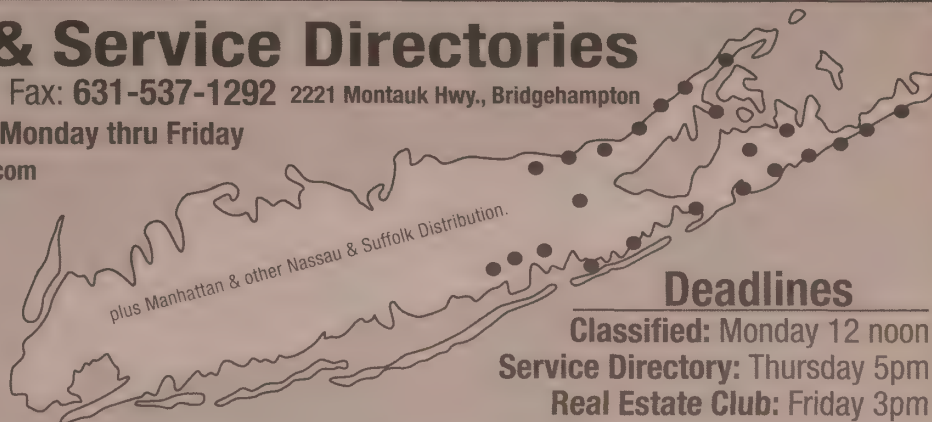 & Service Directories
Fax: 631-537-1292 2221 Montauk Hwy., Bridgehampton
Monday thru Friday
com
plus Manhattan & other Nassau & Suffolk Distribution.
Deadlines
Classified: Monday 12 noon
Service Directory: Thursday 5pm
Real Estate Club: Friday 3pm